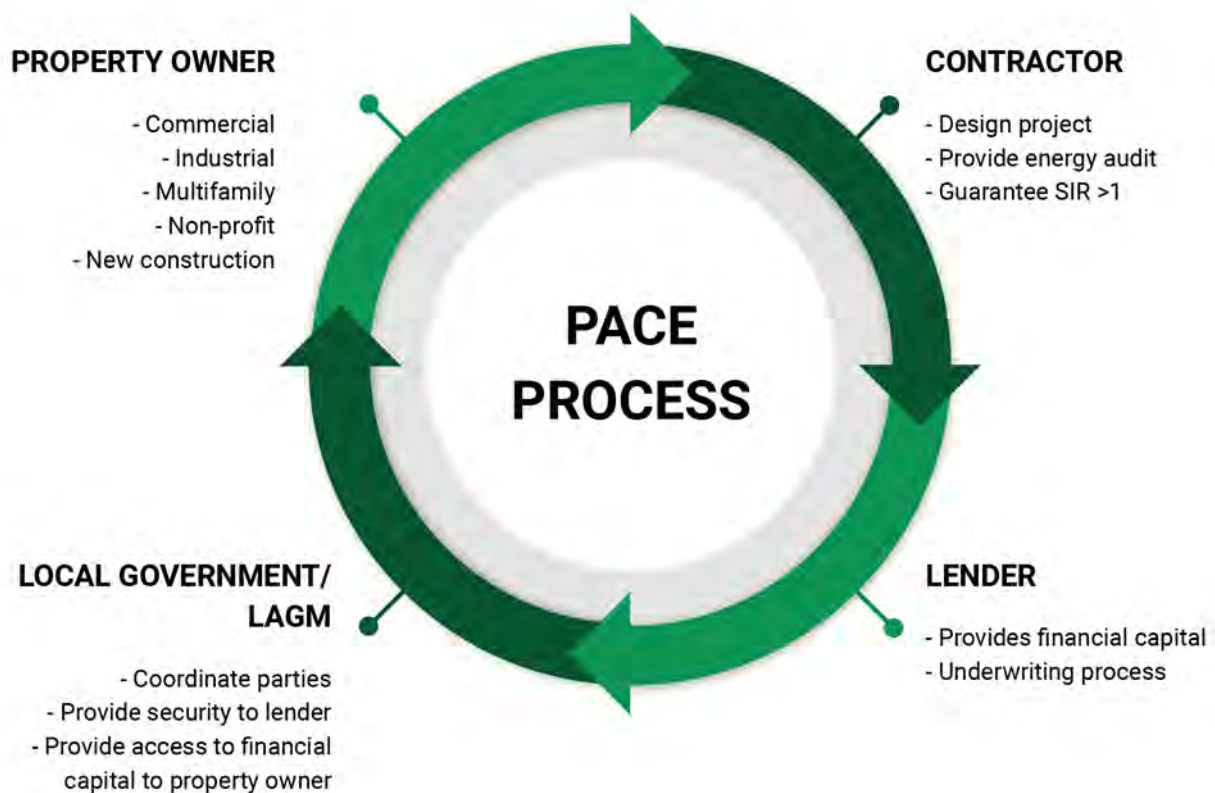 PROPERTY OWNER
- Commercial
- Industrial
- Multifamily
- Non-profit
- New construction
CONTRACTOR
- Design project
- Provide energy audit
- Guarantee SIR >1
PACE
PROCESS
LOCAL GOVERNMENT/
LAGM
- Coordinate parties
- Provide security to lender
- Provide access to financial
capital to property owner
LENDER
- Provides financial capital
- Underwriting process